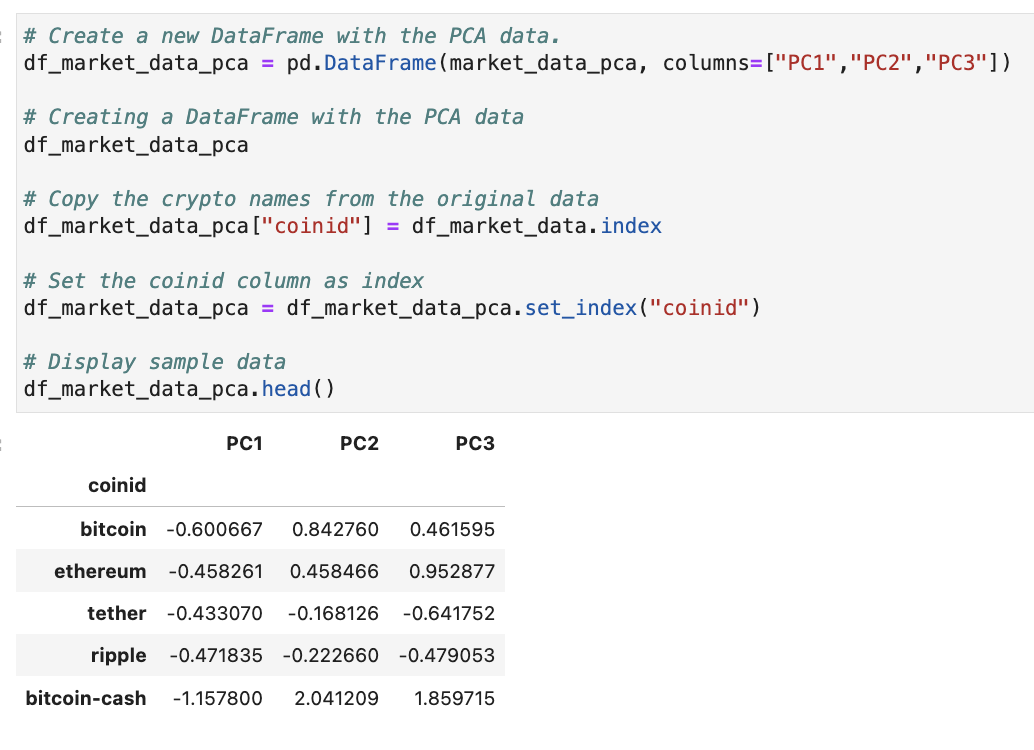 # Create a new DataFrame with the PCA data.
df_market_data_pca = pd.DataFrame(market_data_pca, columns=["PC1","PC2","PC3"])
# Creating a DataFrame with the PCA data
df_market_data_pca
# Copy the crypto names from the original data
df_market_data_pca["coinid"] = df_market_data.index
# Set the coinid column as index
df_market_data_pca = df_market_data_pca.set_index("coinid")
# Display sample data
df_market_data_pca.head()
PC1 PC2 PC3
coinid
bitcoin -0.600667 0.842760 0.461595
ethereum -0.458261 0.458466 0.952877
tether -0.433070 -0.168126 -0.641752
ripple -0.471835 -0.222660 -0.479053
bitcoin-cash -1.157800 2.041209 1.859715